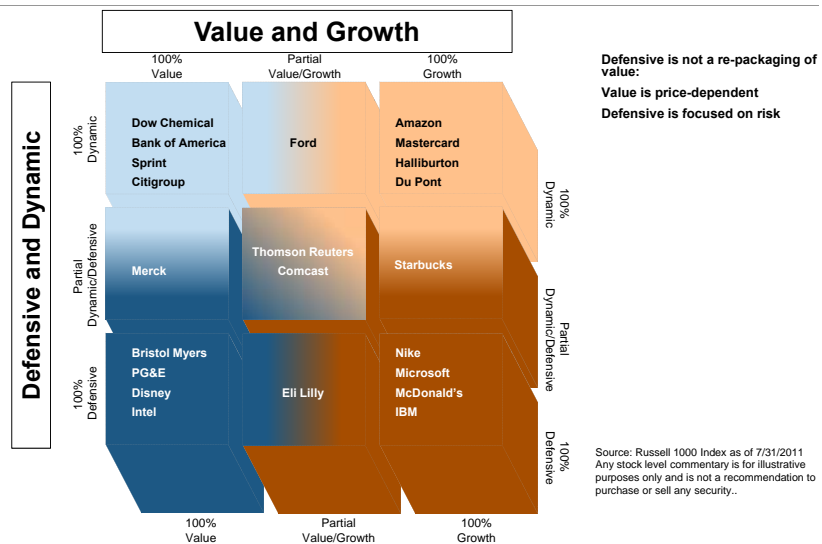 Value and Growth
100%
Value
Partial
Value/Growth
100%
Growth
Defensive is not a re-packaging of
value:
Value is price-dependent
Defensive is focused on risk
Defensive and Dynamic
100%
Dynamic
Dow Chemical
Bank of America
Sprint
Citigroup
Ford
Amazon
Mastercard
Halliburton
Du Pont
100%
Dynamic
Partial
Dynamic/Defensive
Merck
Thomson Reuters
Comcast
Starbucks
Partial
Dynamic/Defensive
100%
Defensive
Bristol Myers
PG&E
Disney
Intel
Eli Lilly
Nike
Microsoft
McDonald's
IBM
100%
Defensive
Source: Russell 1000 Index as of 7/31/2011
Any stock level commentary is for illustrative
purposes only and is not a recommendation to
purchase or sell any security..
100%
Value
Partial
Value/Growth
100%
Growth